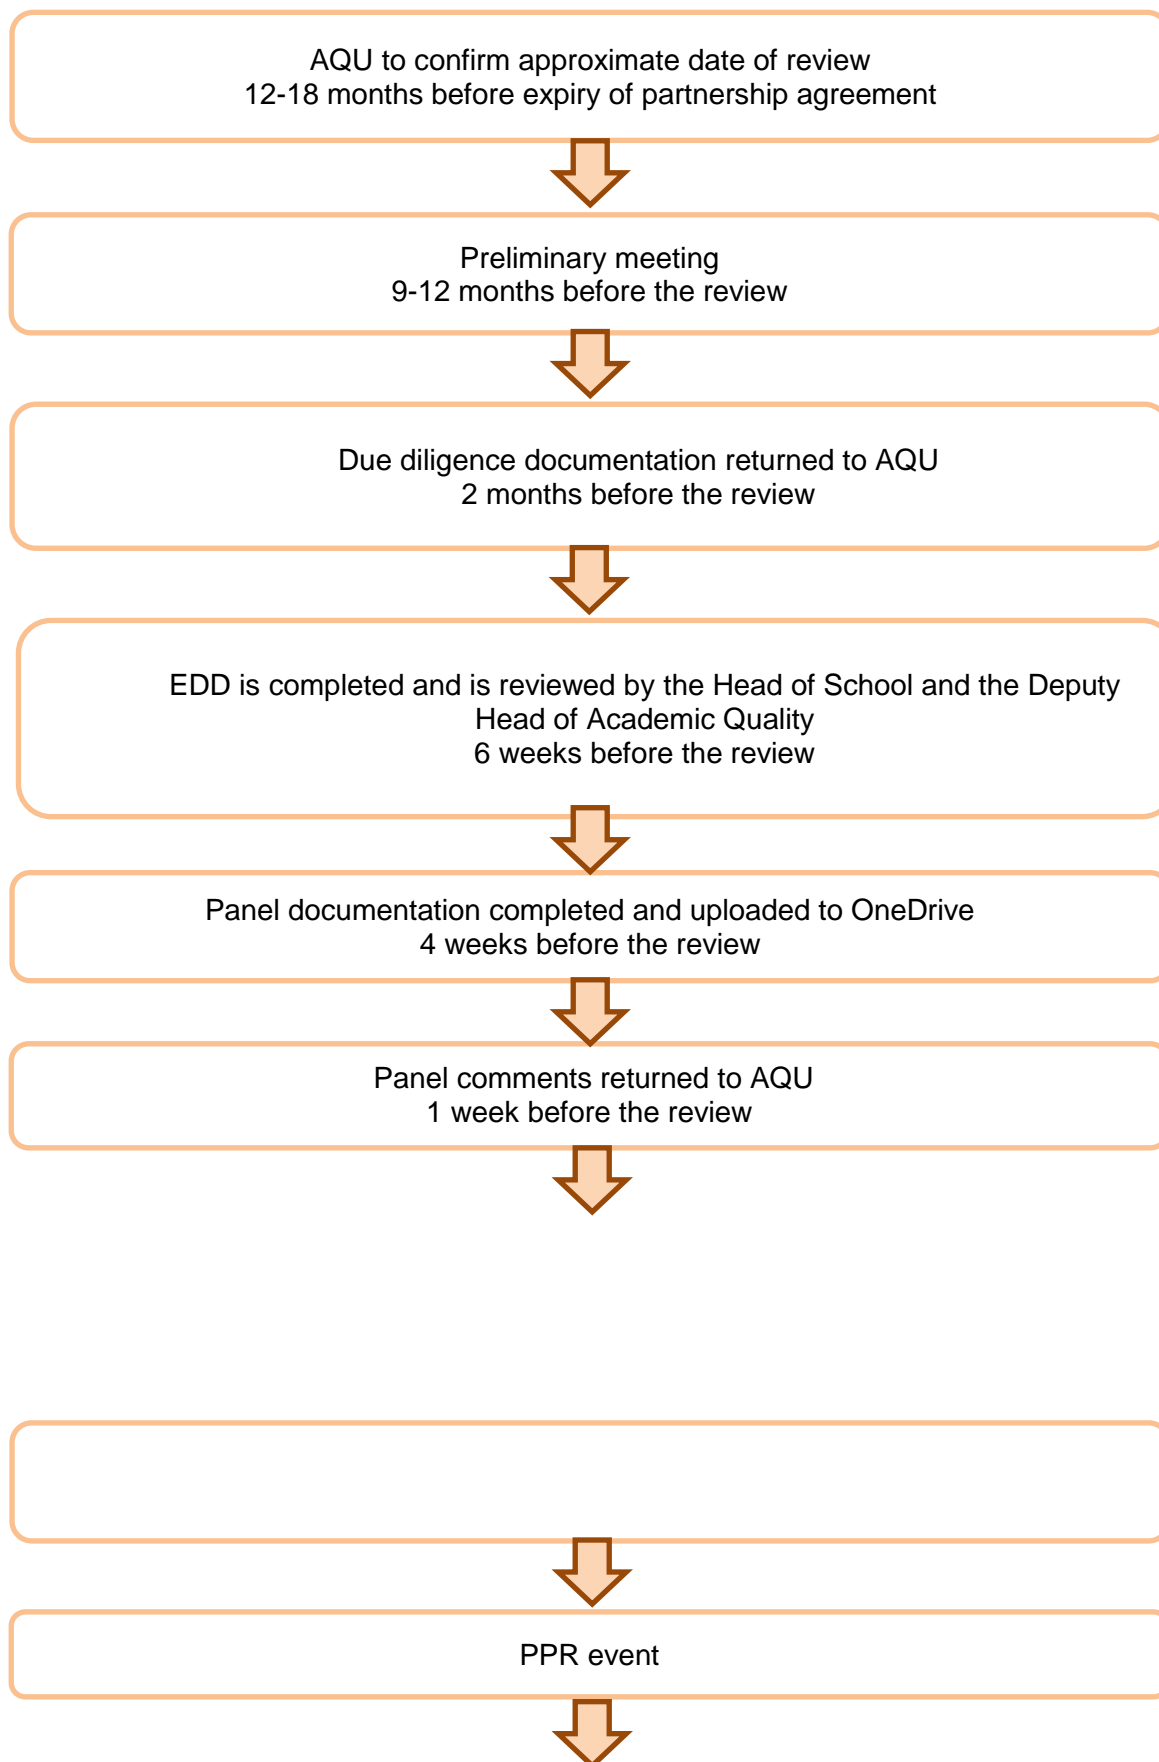 AQU to confirm approximate date of review
12-18 months before expiry of partnership agreement
Preliminary meeting
9-12 months before the review
Due diligence documentation returned to AQU
2 months before the review
EDD is completed and is reviewed by the Head of School and the Deputy
Head of Academic Quality
6 weeks before the review
Panel documentation completed and uploaded to OneDrive
4 weeks before the review
Panel comments returned to AQU
1 week before the review
PPR event